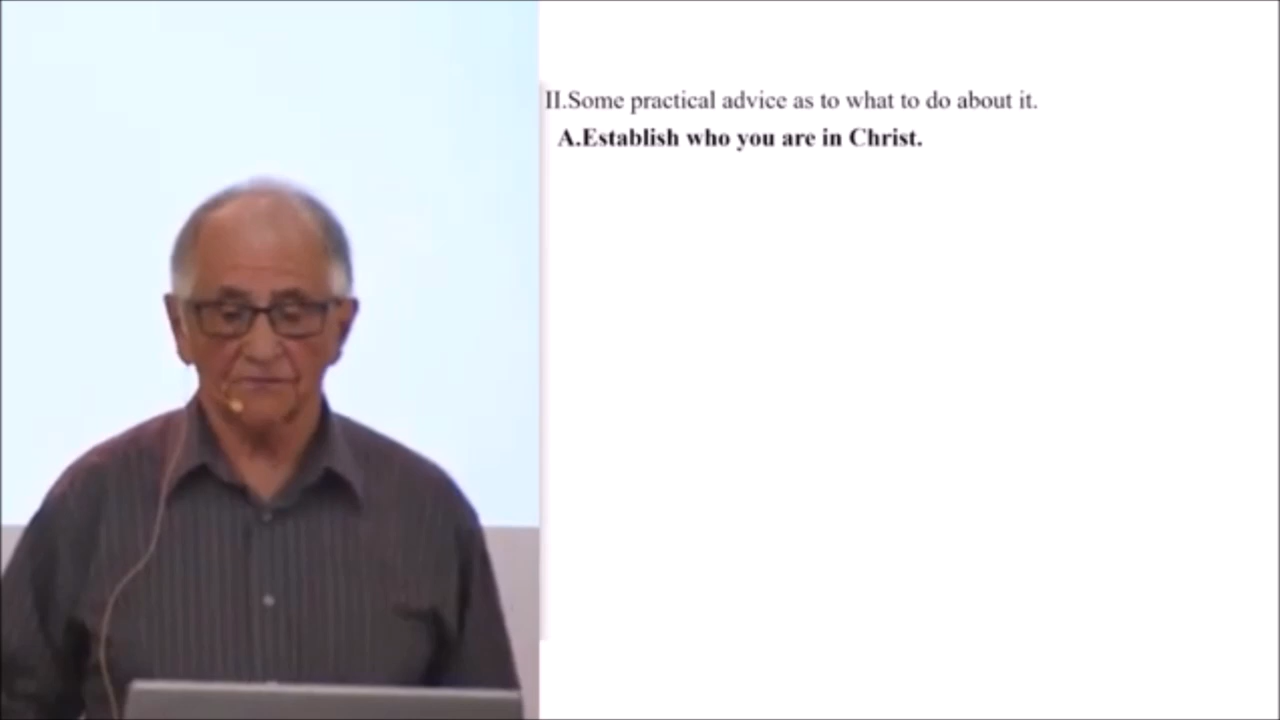 II.Some practical advice as to what to do about it.
A.Establish who you are in Christ.